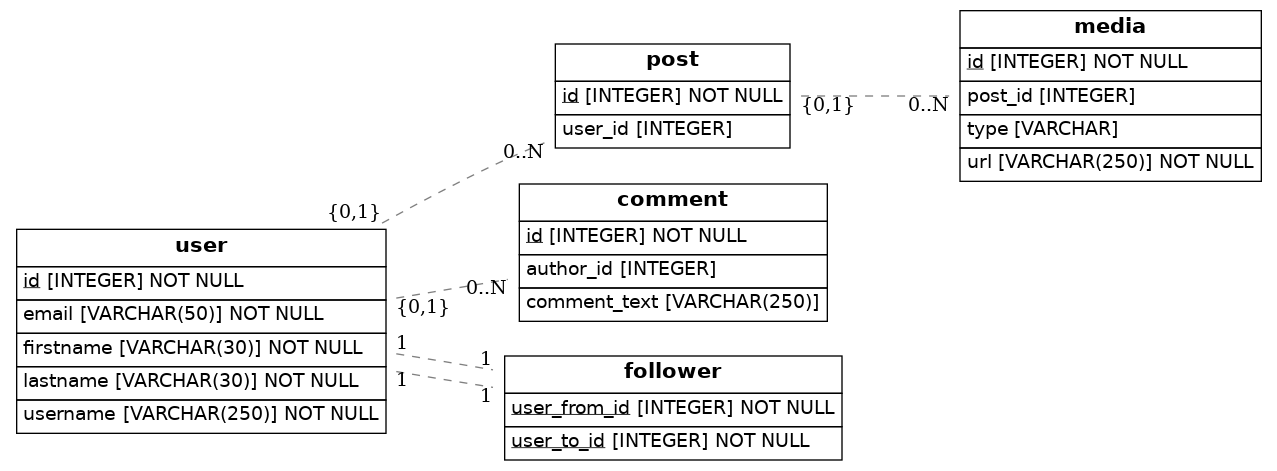 media
id [INTEGER] NOT NULL
post_id [INTEGER]
type [VARCHAR]
url [VARCHAR(250)] NOT NULL
post
id [INTEGER] NOT NULL
user_id [INTEGER]
{0,1}
0..N
0..N
{0,1}
comment
id [INTEGER] NOT NULL
author_id [INTEGER]
comment_text [VARCHAR(250)]
user
id [INTEGER] NOT NULL
email [VARCHAR(50)] NOT NULL
firstname [VARCHAR(30)] NOT NULL
lastname [VARCHAR(30)] NOT NULL
username [VARCHAR(250)] NOT NULL
0..N
{0,1}
1
1
1
1
follower
user_from_id [INTEGER] NOT NULL
user_to_id [INTEGER] NOT NULL